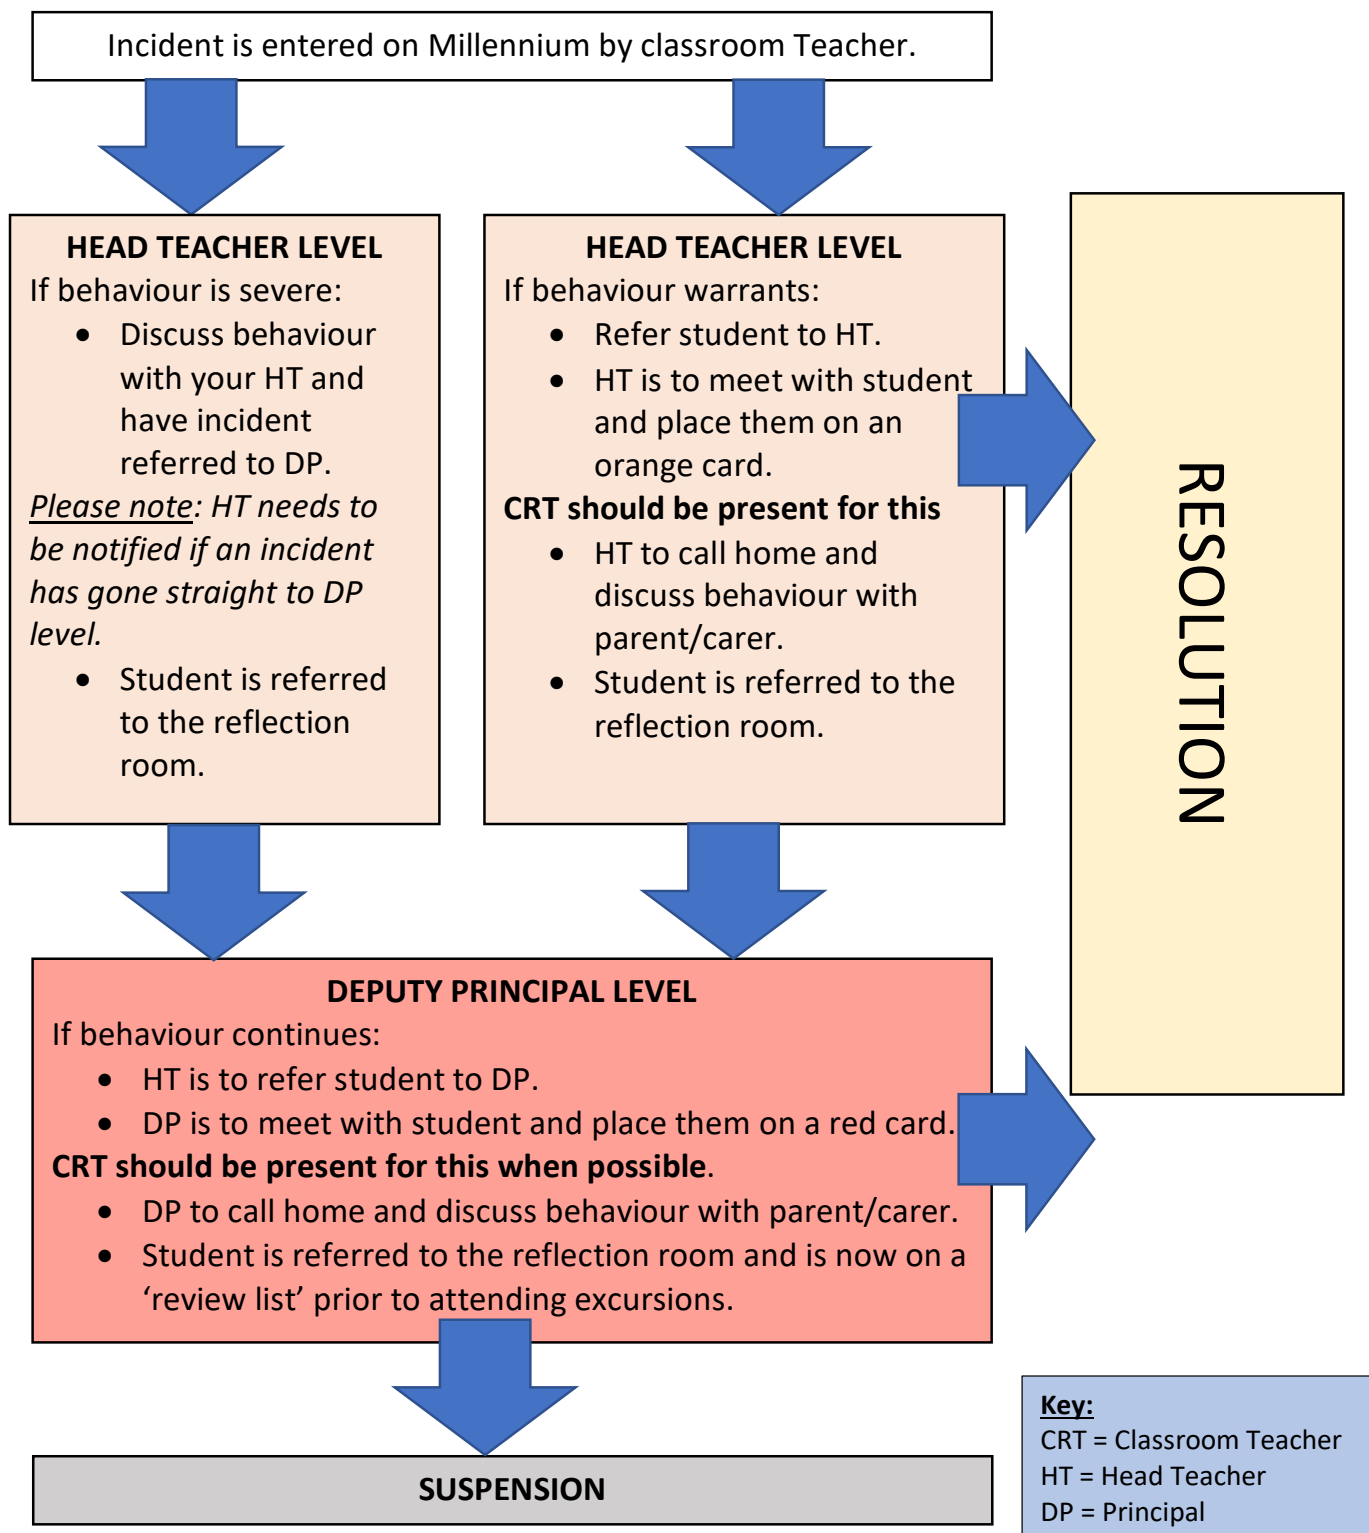 Incident is entered on Millennium by classroom Teacher.
HEAD TEACHER LEVEL
If behaviour is severe:
• Discuss behaviour
with your HT and
have incident
referred to DP.
Please note: HT needs to
be notified if an incident
has gone straight to DP
level.
• Student is referred
to the reflection
room.
HEAD TEACHER LEVEL
If behaviour warrants:
• Refer student to HT.
• HT is to meet with student
and place them on an
orange card.
CRT should be present for this
• HT to call home and
discuss behaviour with
parent/carer.
• Student is referred to the
reflection room.
RESOLUTION
DEPUTY PRINCIPAL LEVEL
If behaviour continues:
• HT is to refer student to DP.
• DP is to meet with student and place them on a red card.
CRT should be present for this when possible.
• DP to call home and discuss behaviour with parent/carer.
• Student is referred to the reflection room and is now on a
‘review list’ prior to attending excursions.
SUSPENSION
Key:
CRT = Classroom Teacher
HT = Head Teacher
DP = Principal